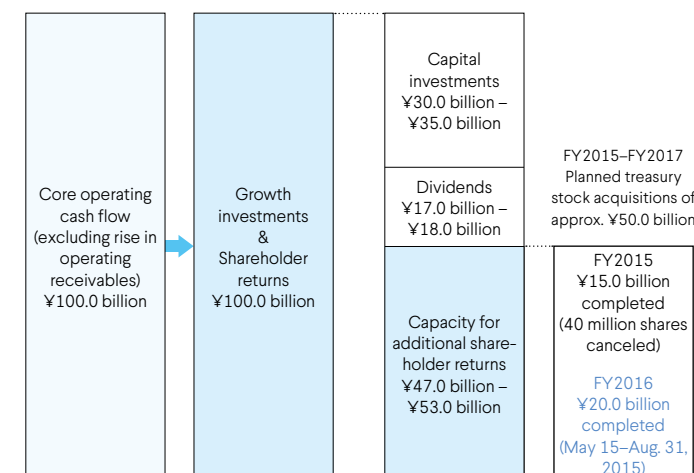 Core operating
cash flow
(excluding rise in
operating
receivables)
¥100.0 billion
Growth
investments
&
Shareholder
returns
¥100.0 billion
Capital
investments
¥30.0 billion –
¥35.0 billion
Dividends
¥17.0 billion –
¥18.0 billion
Capacity for
additional share-
holder returns
¥47.0 billion –
¥53.0 billion
FY2015–FY2017
Planned treasury
stock acquisitions of
approx. ¥50.0 billion
FY2015
¥15.0 billion
completed
(40 million shares
canceled)
FY2016
¥20.0 billion
completed
(May 15–Aug. 31,
2015)